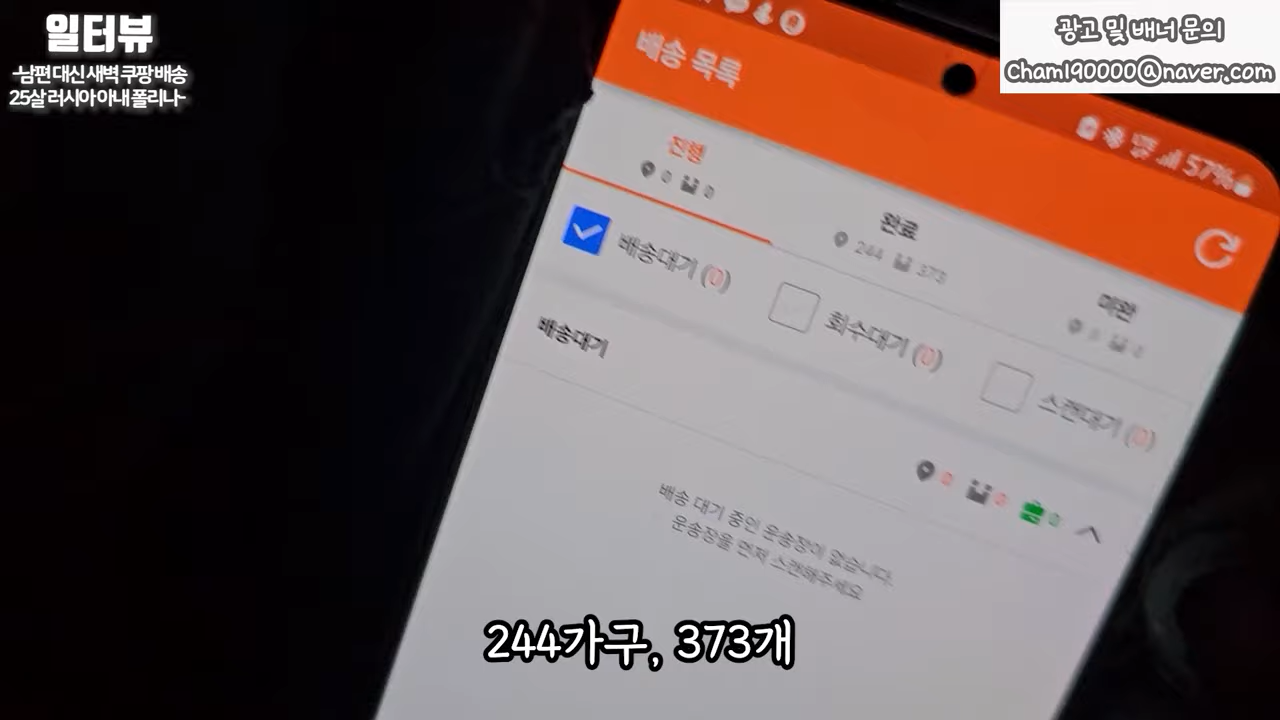 일터뷰
-남편 대신 새벽 쿠팡 배송
25살 러시아 아내 폴리나-
광고 및 배너 문의
Cham190000@naver.com
57%
배송 목록
진행
0 0
완료
244 373
미완
배송대기 (0)
회수대기 (0)
스캔대기 (0)
배송대기
0 0 0
배송 대기 중인 운송장이 없습니다.
운송장을 먼저 스캔해주세요
244가구, 373개